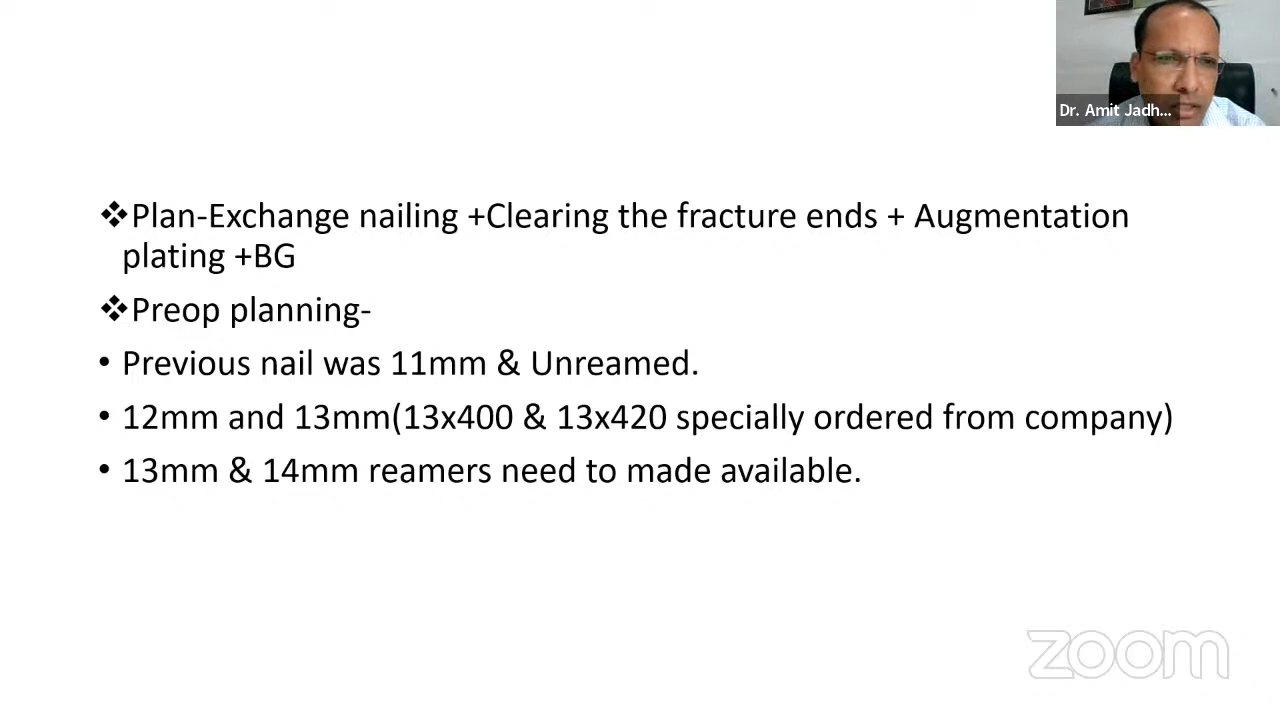 Dr. Amit Jadh...
❖Plan-Exchange nailing +Clearing the fracture ends + Augmentation
plating +BG
❖Preop planning-
• Previous nail was 11mm & Unreamed.
• 12mm and 13mm(13x400 & 13x420 specially ordered from company)
• 13mm & 14mm reamers need to made available.
zoom